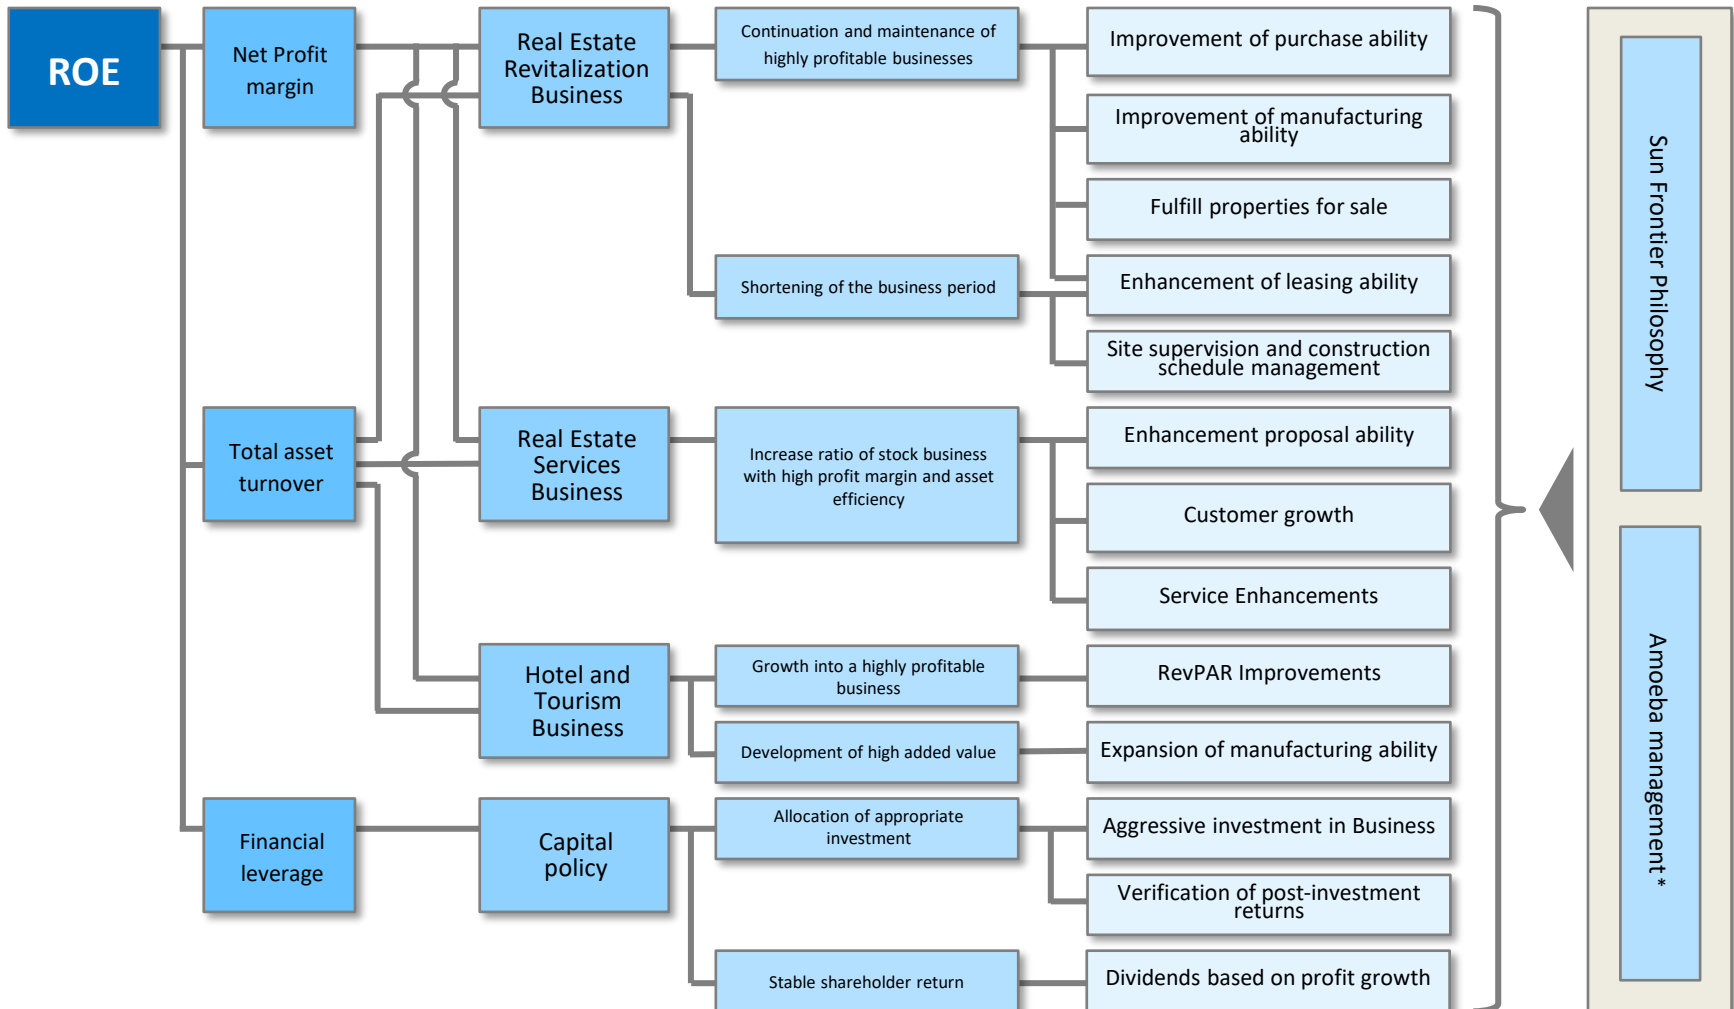 ROE
Net Profit
margin
Total asset
turnover
Financial
leverage
Real Estate
Revitalization
Business
Real Estate
Services
Business
Hotel and
Tourism
Business
Capital
policy
Continuation and maintenance of
highly profitable businesses
Shortening of the business period
Increase ratio of stock business
with high profit margin and asset
efficiency
Growth into a highly profitable
business
Development of high added value
Allocation of appropriate
investment
Stable shareholder return
Improvement of purchase ability
Improvement of manufacturing
ability
Fulfill properties for sale
Enhancement of leasing ability
Site supervision and construction
schedule management
Enhancement proposal ability
Customer growth
Service Enhancements
RevPAR Improvements
Expansion of manufacturing ability
Aggressive investment in Business
Verification of post-investment
returns
Dividends based on profit growth
Sun Frontier Philosophy
Amoeba management*